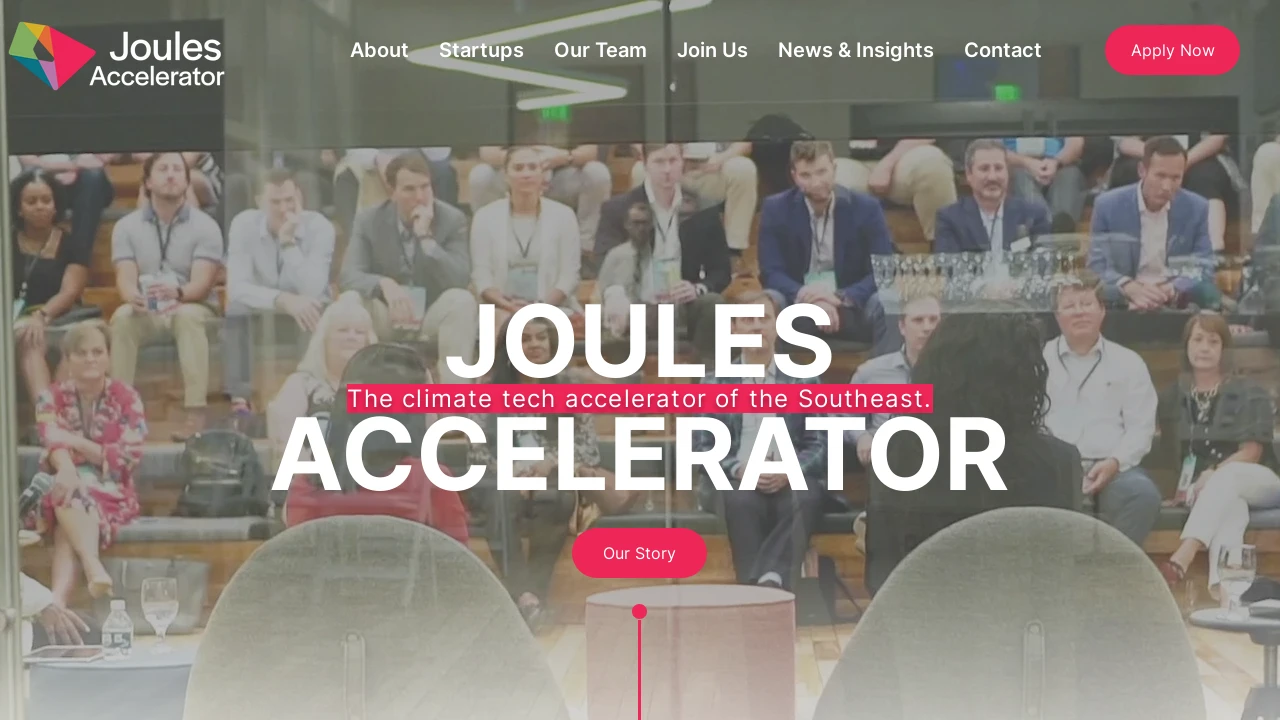 Joules
Accelerator
About
Startups
Our Team
Join Us
News & Insights
Contact
Apply Now
JOULES
The climate tech accelerator of the Southeast.
ACCELERATOR
Our Story